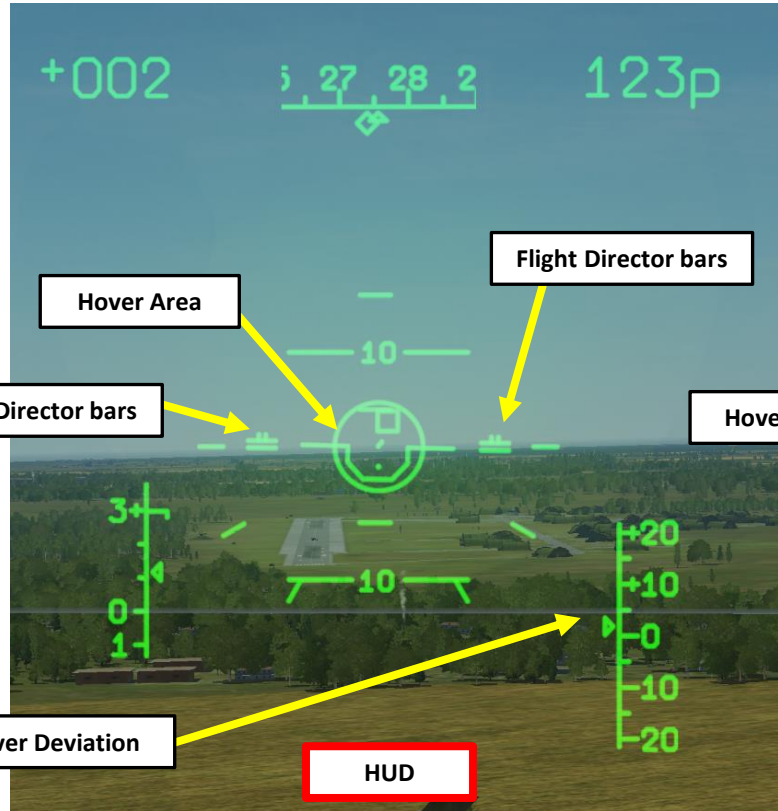 +002
27 28 2
123p
Flight Director bars
Hover Area
10
Director bars
Hove
3+
+20
+10
10
0
-0
1
-10
-20
ver Deviation
HUD